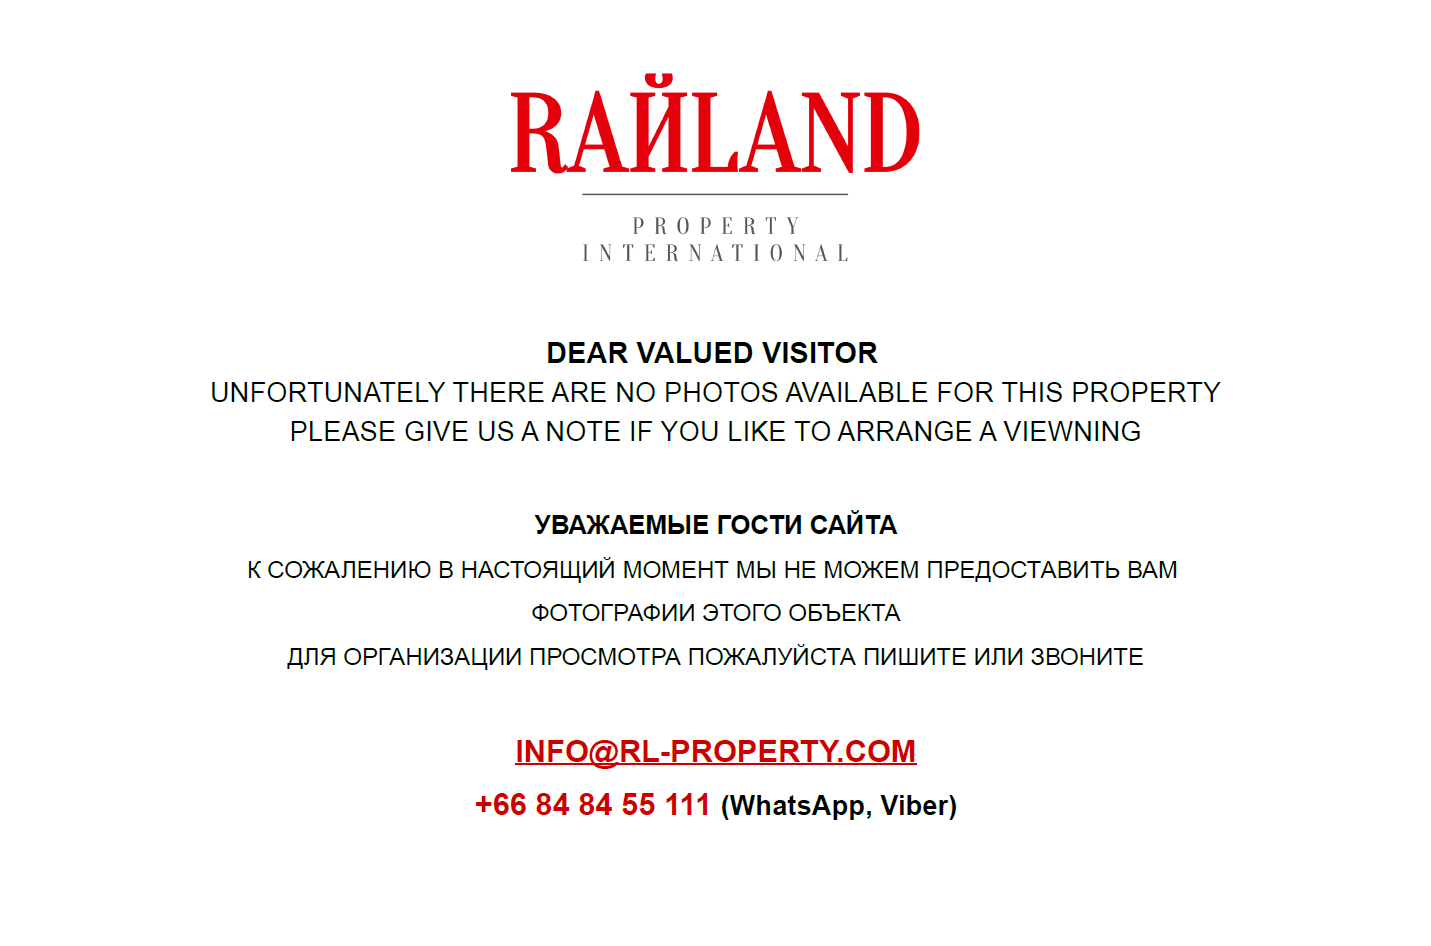 RAЙLAND
PROPERTY
INTERNATIONAL
DEAR VALUED VISITOR
UNFORTUNATELY THERE ARE NO PHOTOS AVAILABLE FOR THIS PROPERTY
PLEASE GIVE US A NOTE IF YOU LIKE TO ARRANGE A VIEWNING
УВАЖАЕМЫЕ ГОСТИ САЙТА
К СОЖАЛЕНИЮ В НАСТОЯЩИЙ МОМЕНТ МЫ НЕ МОЖЕМ ПРЕДОСТАВИТЬ ВАМ
ФОТОГРАФИИ ЭТОГО ОБЪЕКТА
ДЛЯ ОРГАНИЗАЦИИ ПРОСМОТРА ПОЖАЛУЙСТА ПИШИТЕ ИЛИ ЗВОНИТЕ
INFO@RL-PROPERTY.COM
+66 84 84 55 111 (WhatsApp, Viber)